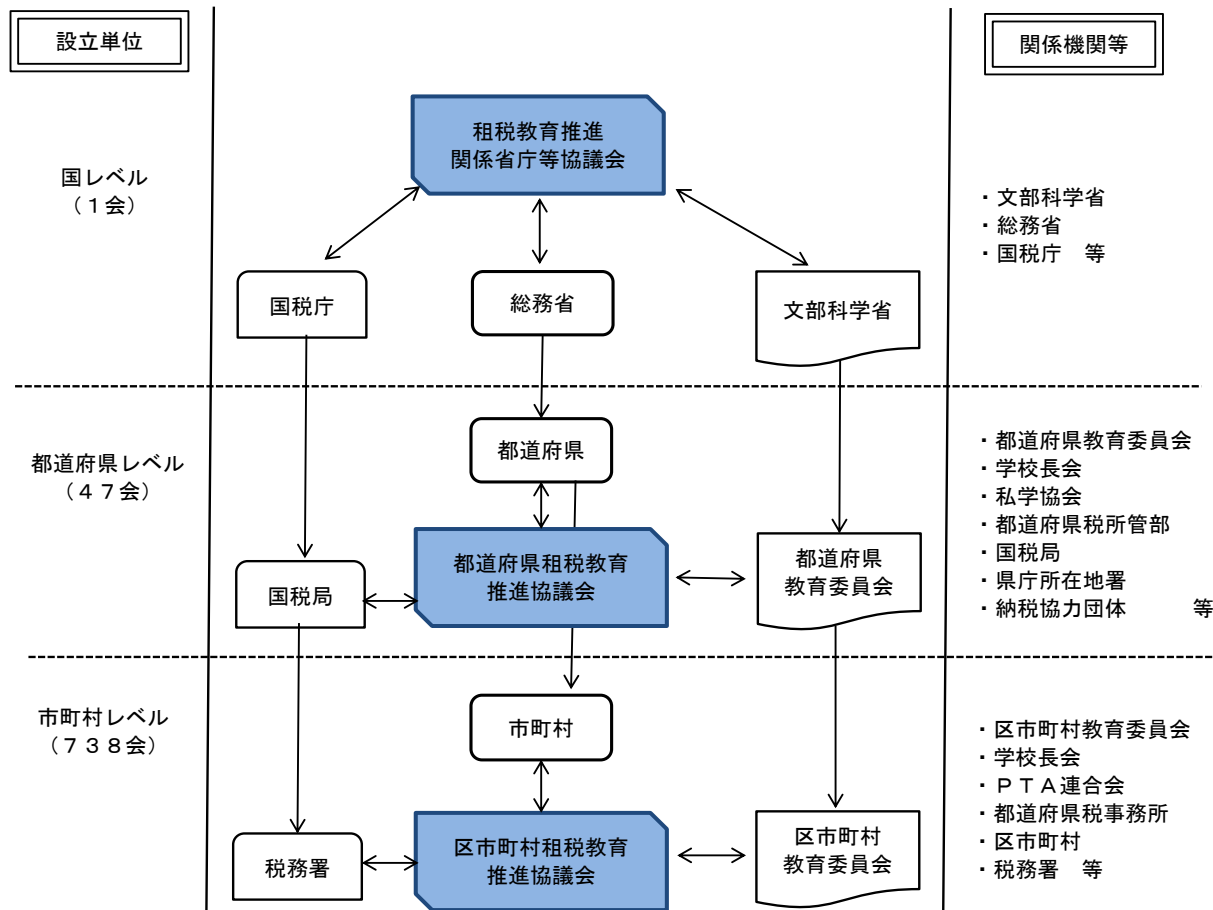 設立単位
関係機関等
租税教育推進
関係省庁等協議会
国レベル
（１会）
・文部科学省
・総務省
・国税庁　等
国税庁
総務省
文部科学省
都道府県レベル
（４７会）
都道府県
都道府県租税教育
推進協議会
国税局
都道府県
教育委員会
・都道府県教育委員会
・学校長会
・私学協会
・都道府県税所管部
・国税局
・県庁所在地署
・納税協力団体　　　等
市町村レベル
（７３８会）
市町村
区市町村租税教育
推進協議会
税務署
区市町村
教育委員会
・区市町村教育委員会
・学校長会
・ＰＴＡ連合会
・都道府県税事務所
・区市町村
・税務署　等